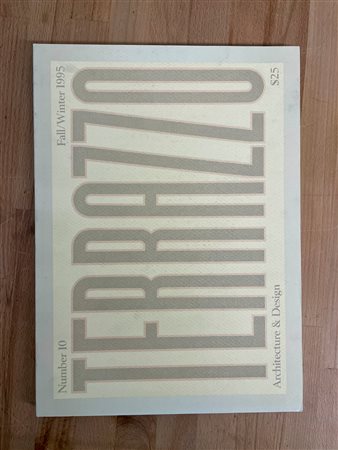 Number 10
Fall/Winter 1995
TERRAZZO
Architecture & Design
$25